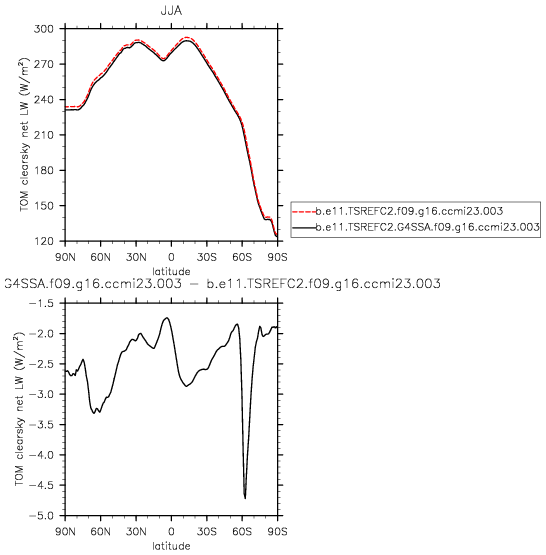 JJA
300
270
240
210
180
150
120
TOM clearsky net LW (W/m²)
90N 60N 30N 0 30S 60S 90S
latitude
b.e11.TSREFC2.f09.g16.ccmi23.003
b.e11.TSREFC2.G4SSA.f09.g16.ccmi23.003
G4SSA.f09.g16.ccmi23.003 − b.e11.TSREFC2.f09.g16.ccmi23.003
−1.5
−2.0
−2.5
−3.0
−3.5
−4.0
−4.5
−5.0
TOM clearsky net LW (W/m²)
90N 60N 30N 0 30S 60S 90S
latitude